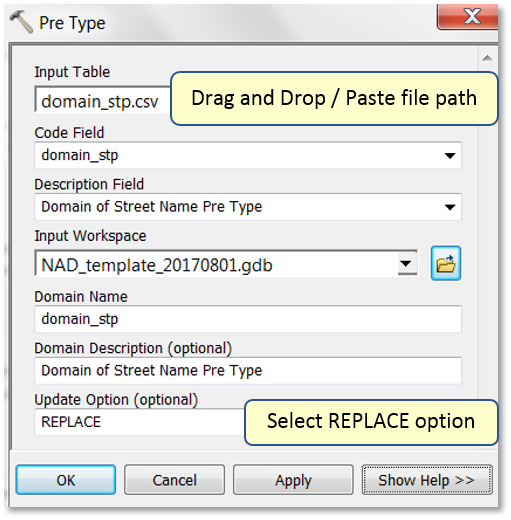 Pre Type
Input Table
domain_stp.csv
Drag and Drop / Paste file path
Code Field
domain_stp
Description Field
Domain of Street Name Pre Type
Input Workspace
NAD_template_20170801.gdb
Domain Name
domain_stp
Domain Description (optional)
Domain of Street Name Pre Type
Update Option (optional)
REPLACE
Select REPLACE option
OK
Cancel
Apply
Show Help >>